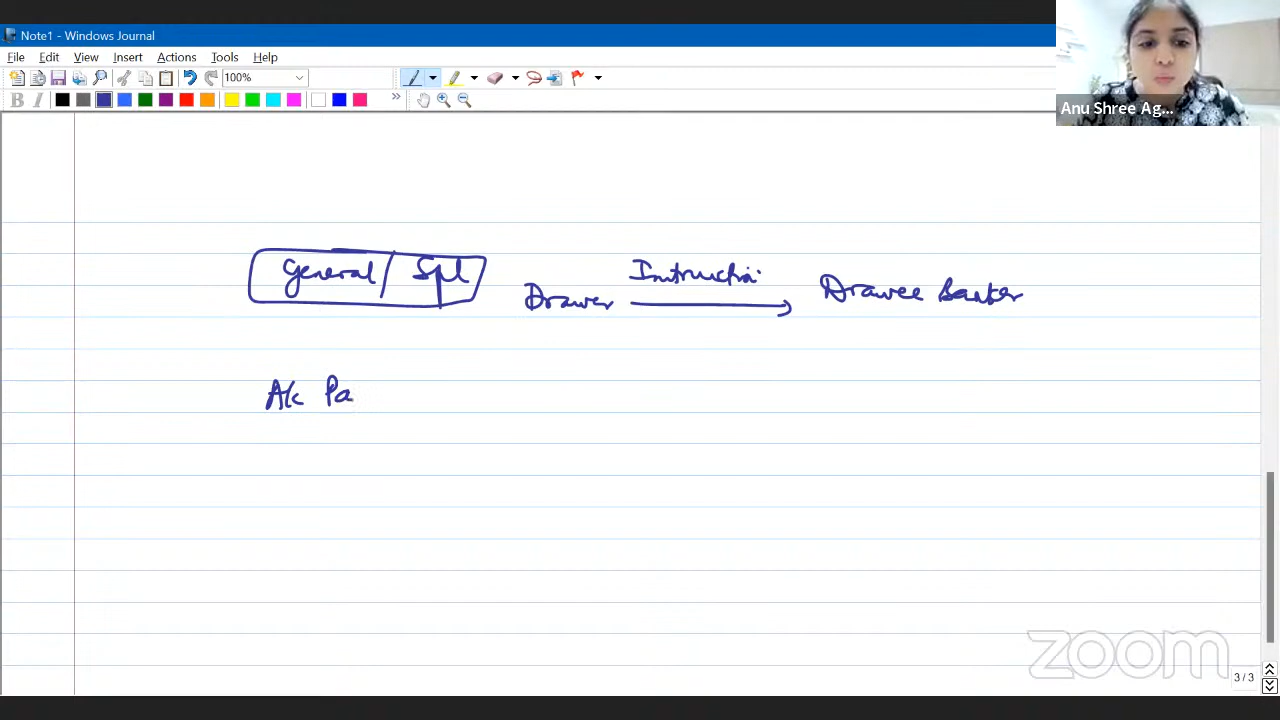 Note1 - Windows Journal
File Edit View Insert Actions Tools Help
100%
B I
Anu Shree Ag...
General / Spl
Instruction
Drawer Drawee Banker
A/c Pa
zoom
3 / 3